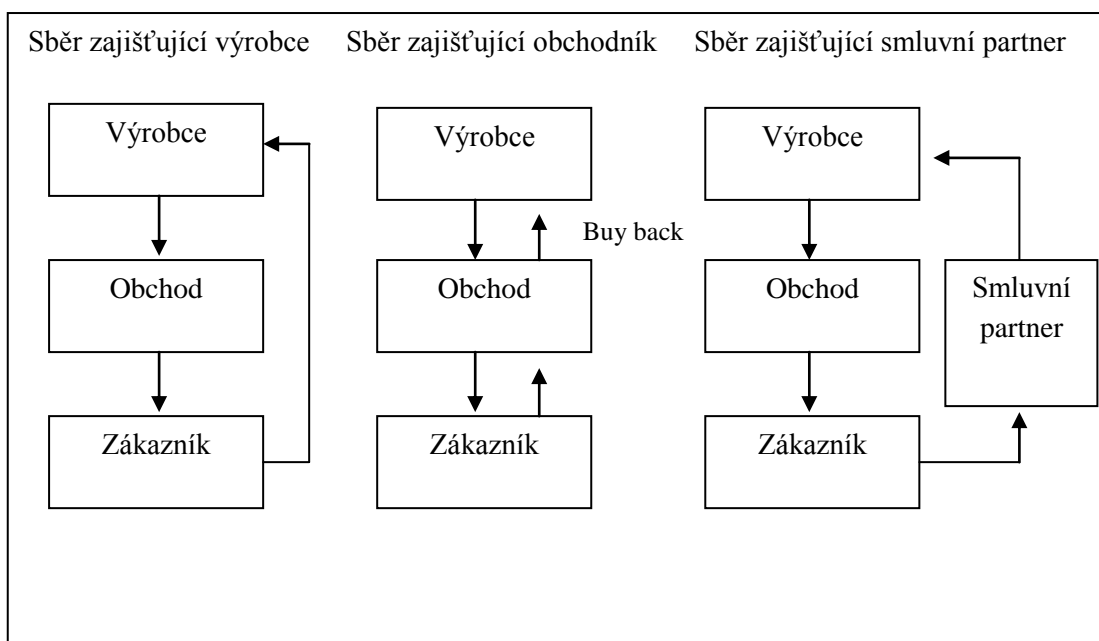 Sběr zajišťující výrobce
Výrobce
Obchod
Zákazník
Sběr zajišťující obchodník
Výrobce
Buy back
Obchod
Zákazník
Sběr zajišťující smluvní partner
Výrobce
Obchod
Zákazník
Smluvní
partner